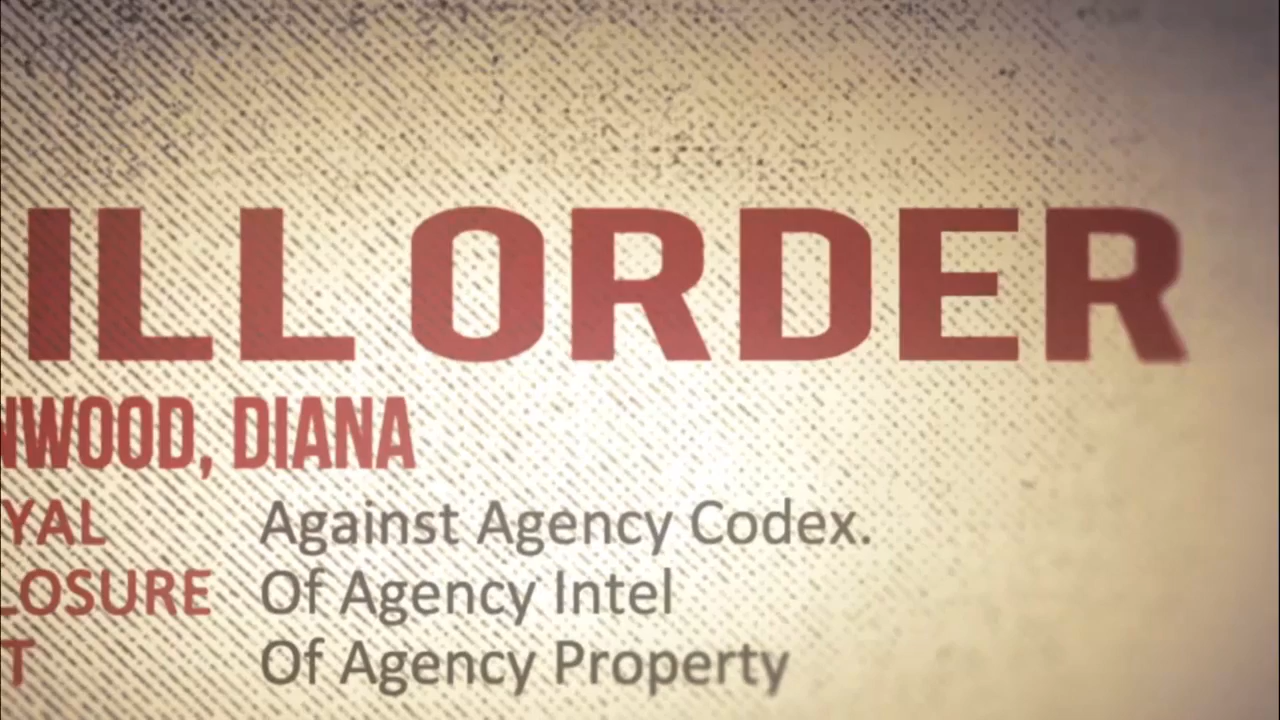 ILL ORDER
NWOOD, DIANA
YAL Against Agency Codex.
LOSURE Of Agency Intel
T Of Agency Property